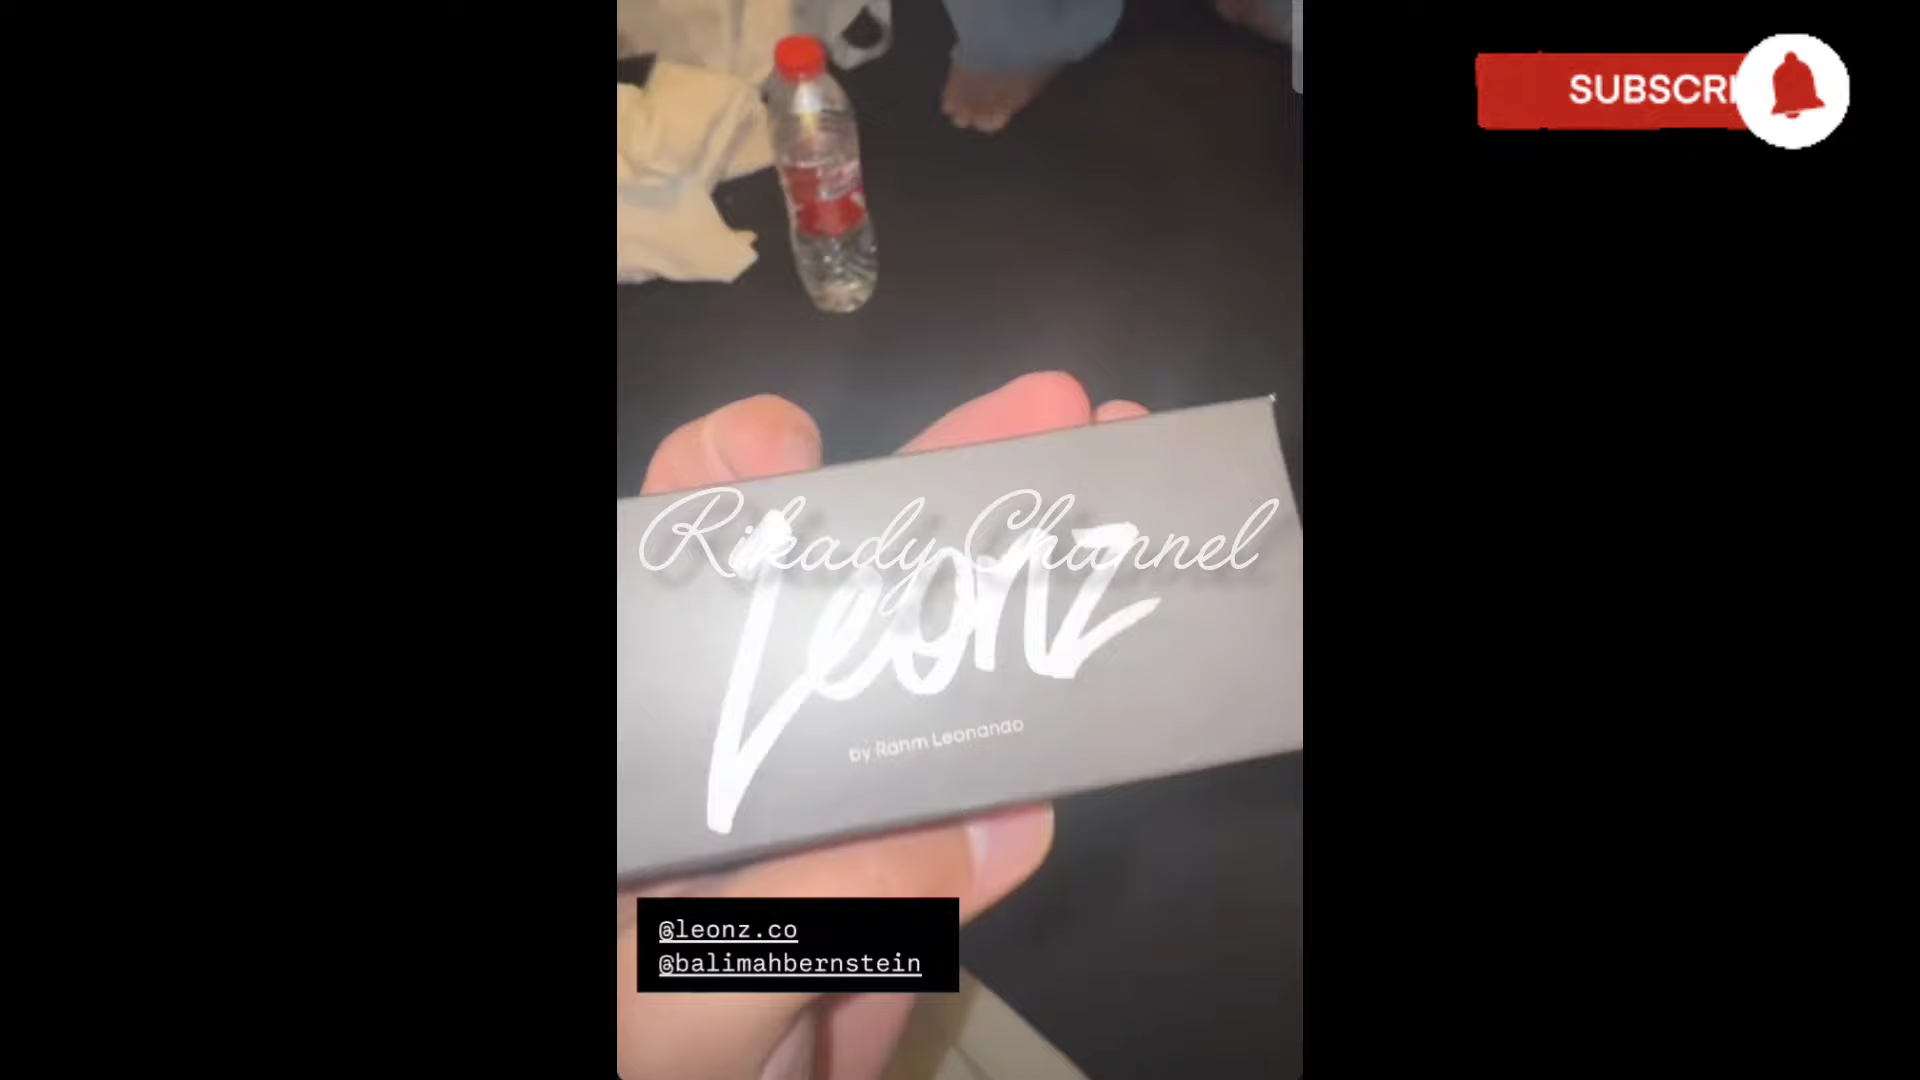 SUBSCRI
Rikady Channel
Leonz
by Rahm Leonando
@leonz.co
@balimahbernstein